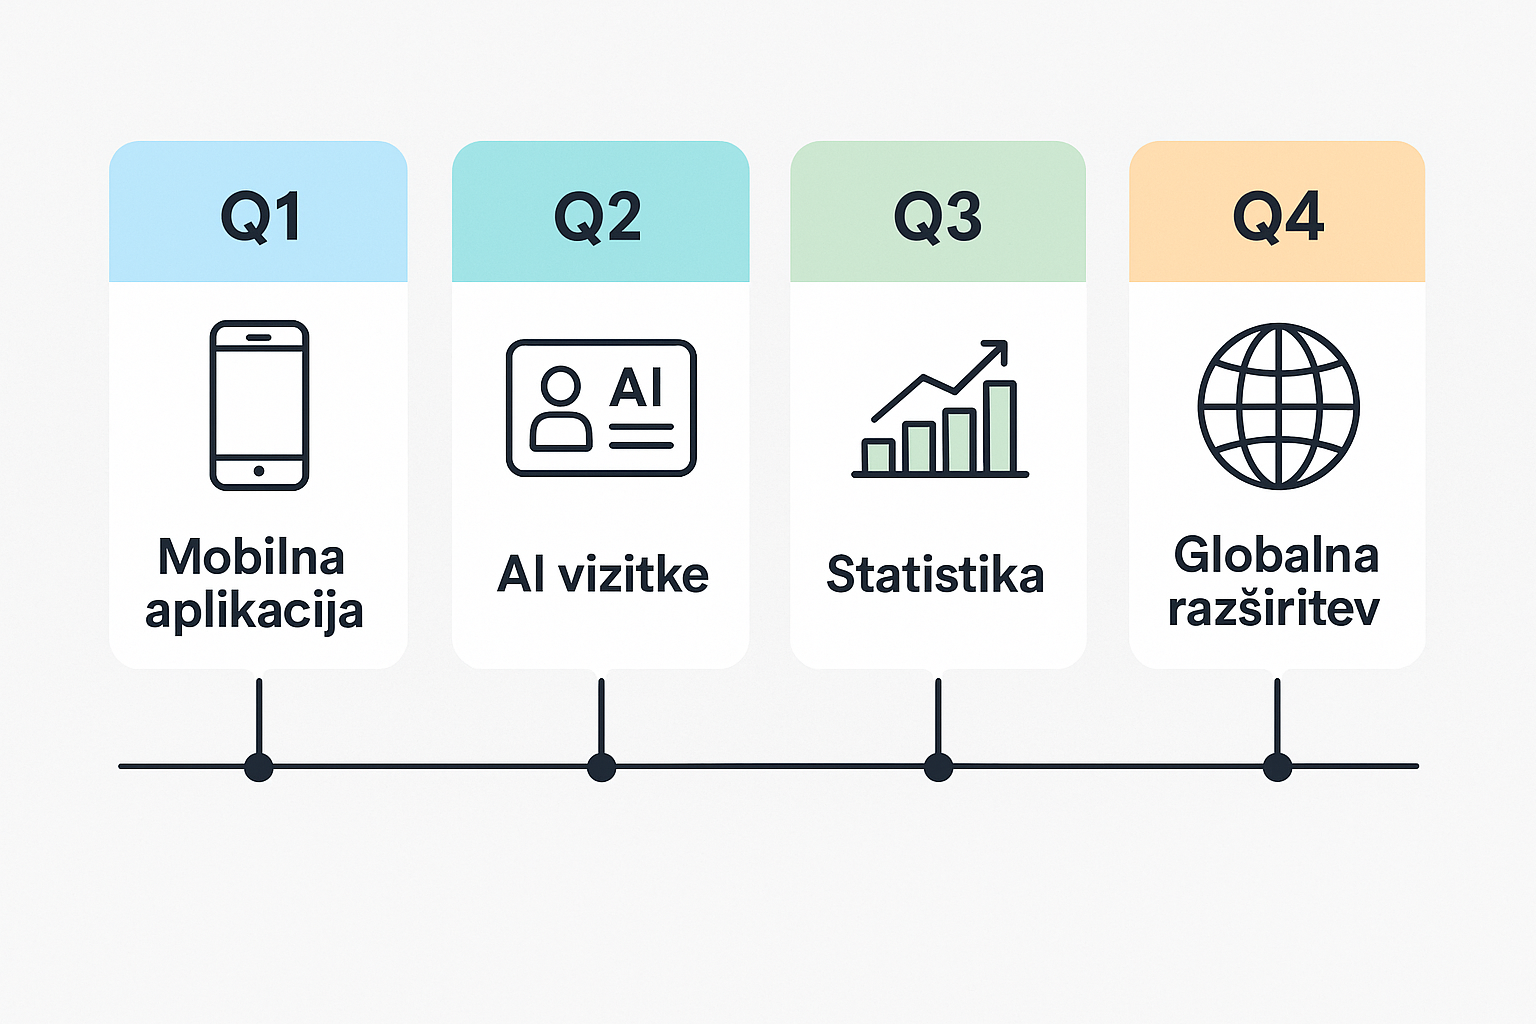 Q1
Mobilna
aplikacija
Q2
AI
AI vizitke
Q3
Statistika
Q4
Globalna
razširitev